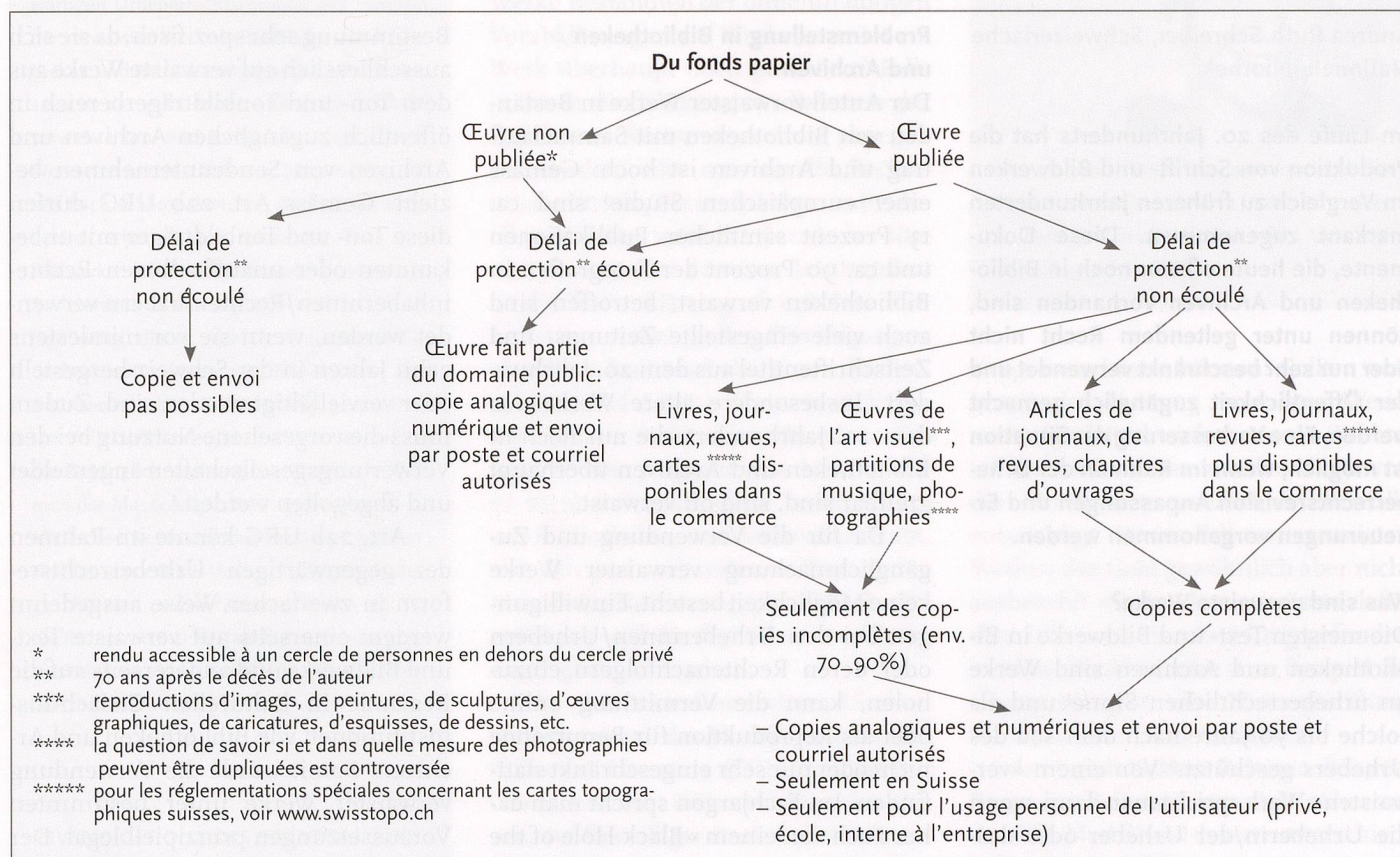 Du fonds papier
Œuvre non
publiée*
Œuvre
publiée
Délai de
protection**
non écoulé
Délai de
protection** écoulé
Délai de
protection**
non écoulé
Copie et envoi
pas possibles
Œuvre fait partie
du domaine public:
copie analogique et
numérique et envoi
par poste et courriel
autorisés
Livres, jour-
naux, revues,
cartes ***** dis-
ponibles dans
le commerce
Œuvres de
l’art visuel***,
partitions de
musique, pho-
tographies****
Articles de
journaux, de
revues, chapitres
d’ouvrages
Livres, journaux,
revues, cartes*****
plus disponibles
dans le commerce
Seulement des cop-
ies incomplètes (env.
70–90%)
Copies complètes
– Copies analogiques et numériques et envoi par poste et
courriel autorisés
– Seulement en Suisse
– Seulement pour l’usage personnel de l’utilisateur (privé,
école, interne à l’entreprise)
* rendu accessible à un cercle de personnes en dehors du cercle privé
** 70 ans après le décès de l’auteur
*** reproductions d’images, de peintures, de sculptures, d’œuvres
graphiques, de caricatures, d’esquisses, de dessins, etc.
**** la question de savoir si et dans quelle mesure des photographies
peuvent être dupliquées est controversée
***** pour les réglementations spéciales concernant les cartes topogra-
phiques suisses, voir www.swisstopo.ch